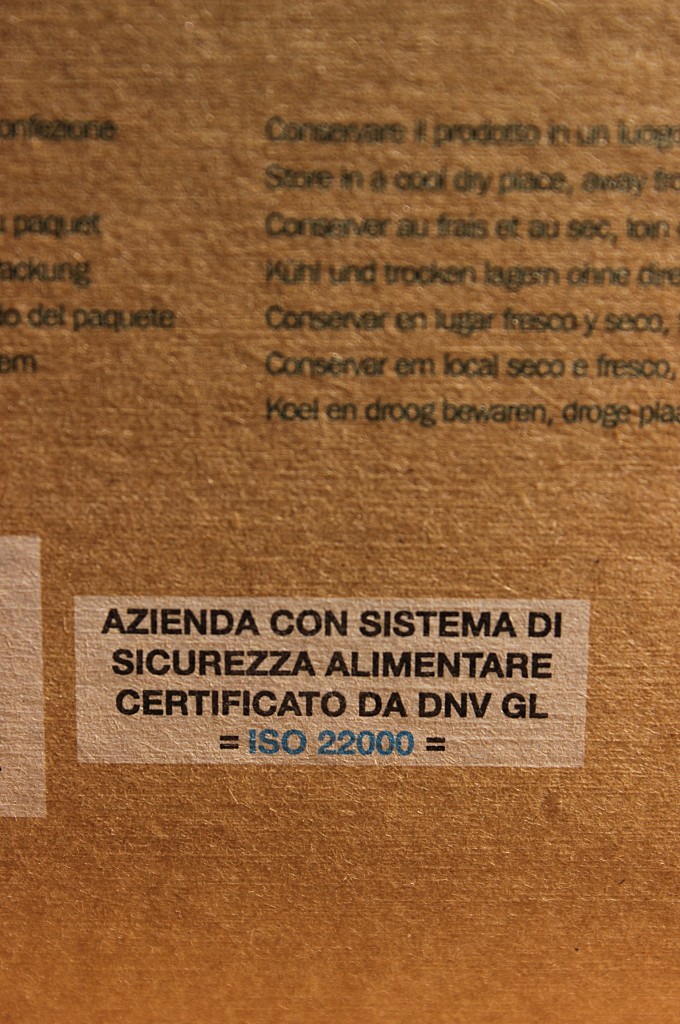 onfezione
Conservare il prodotto in un luogo
Store in a cool dry place, away fro
u paquet
Conserver au frais et au sec, loin
ackung
Kühl und trocken lagern ohne dire
do del paquete
Conservar en lugar fresco y seco,
em
Conservar em local seco e fresco,
Koel en droog bewaren, droge plaa
AZIENDA CON SISTEMA DI
SICUREZZA ALIMENTARE
CERTIFICATO DA DNV GL
= ISO 22000 =